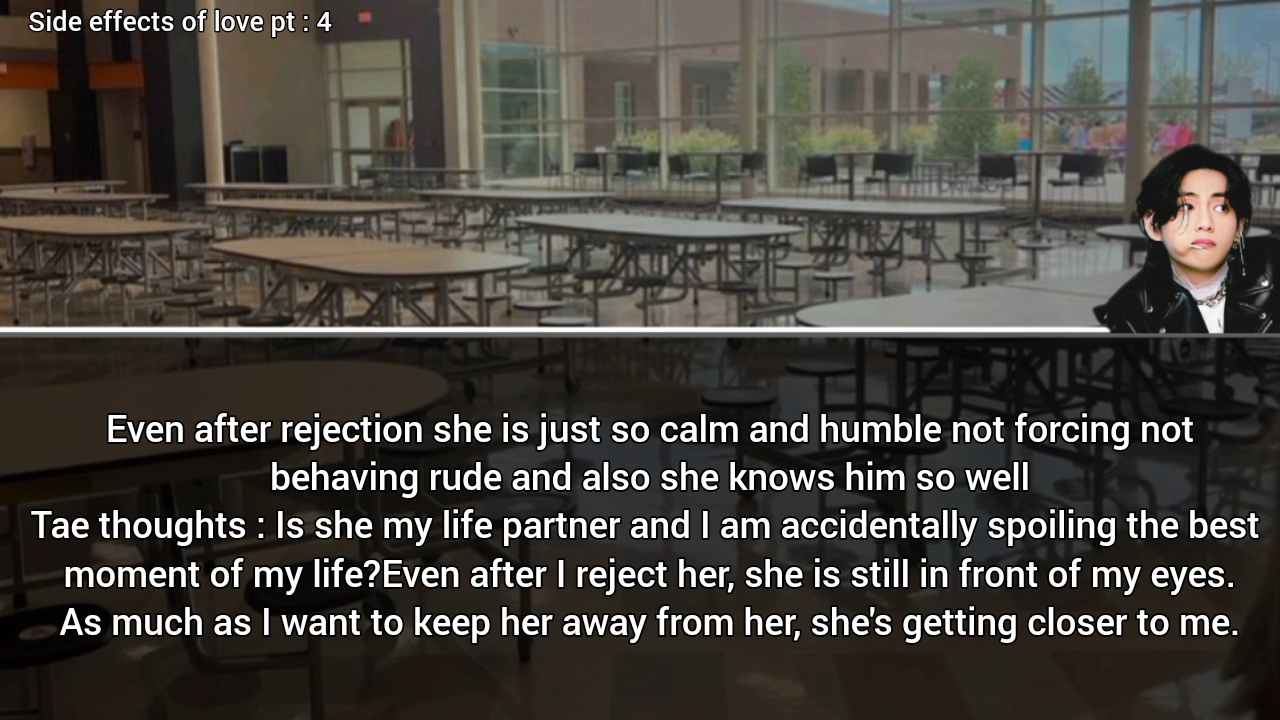 Side effects of love pt : 4
Even after rejection she is just so calm and humble not forcing not
behaving rude and also she knows him so well
Tae thoughts : Is she my life partner and I am accidentally spoiling the best
moment of my life?Even after I reject her, she is still in front of my eyes.
As much as I want to keep her away from her, she's getting closer to me.